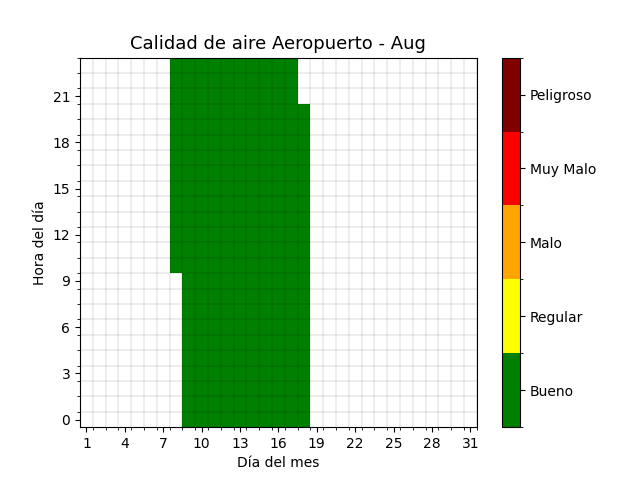 Calidad de aire Aeropuerto - Aug
Hora del día
21
18
15
12
9
6
3
0
1 4 7 10 13 16 19 22 25 28 31
Día del mes
Peligroso
Muy Malo
Malo
Regular
Bueno